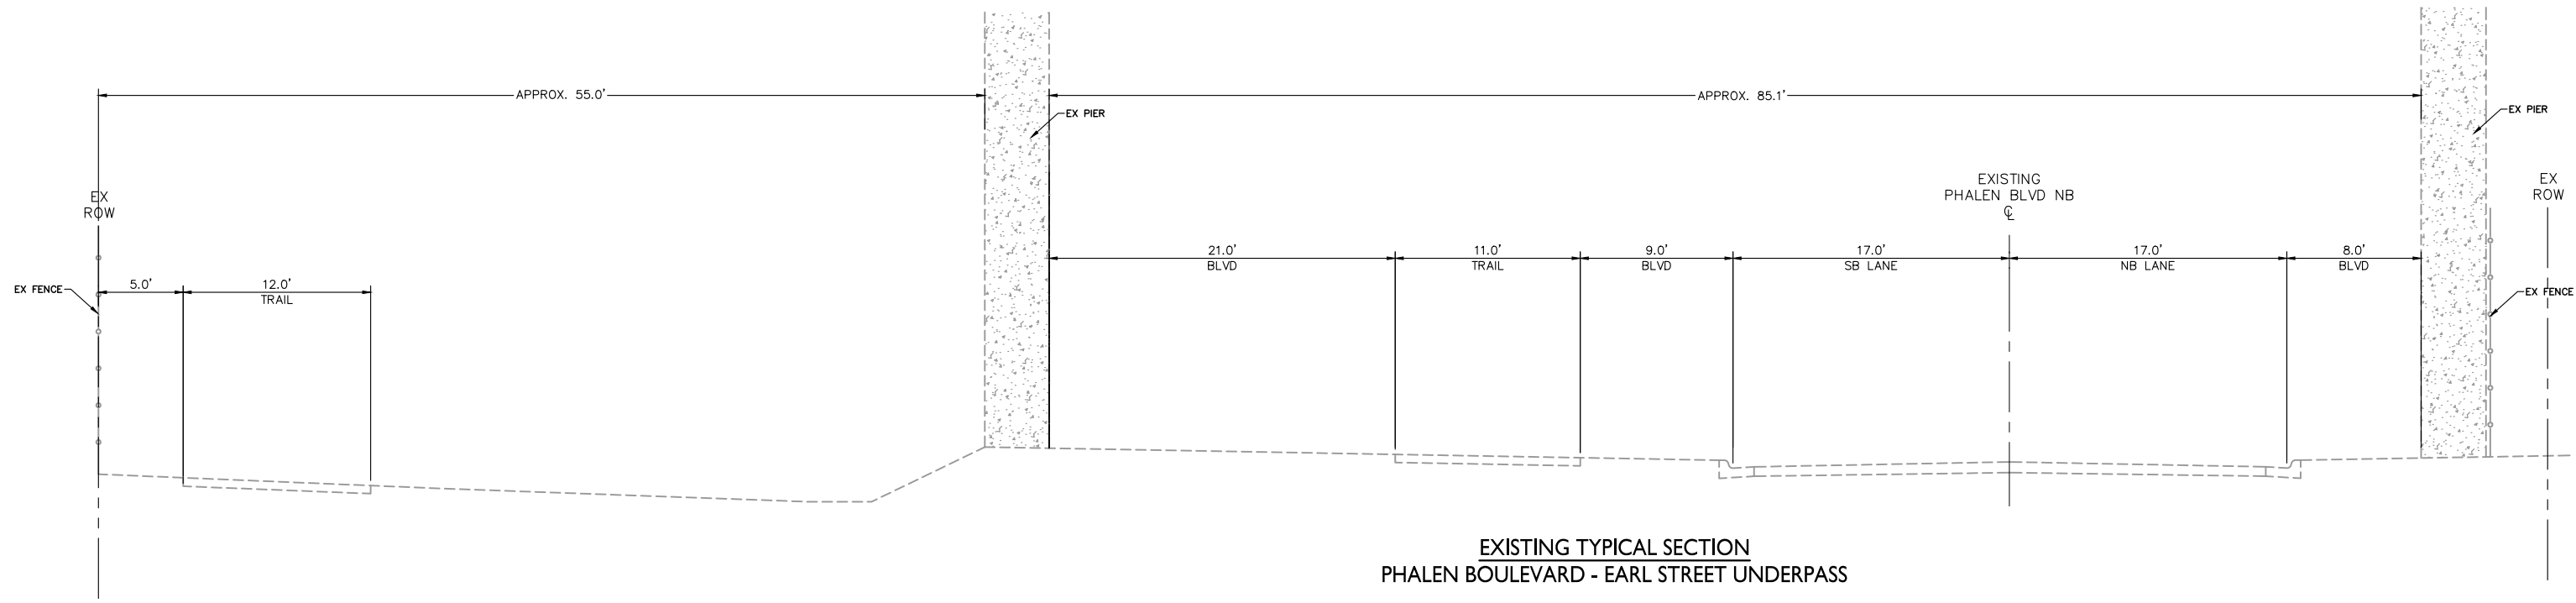 APPROX. 55.0'
APPROX. 85.1'
EX PIER
EX PIER
EX
ROW
EXISTING
PHALEN BLVD NB
℄
EX
ROW
21.0'
BLVD
11.0'
TRAIL
9.0'
BLVD
17.0'
SB LANE
17.0'
NB LANE
8.0'
BLVD
EX FENCE
5.0'
12.0'
TRAIL
EX FENCE
EXISTING TYPICAL SECTION
PHALEN BOULEVARD - EARL STREET UNDERPASS